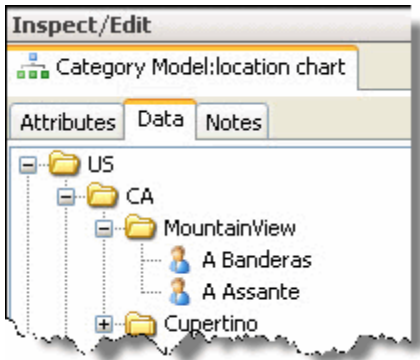 Inspect/Edit
Category Model:location chart
Attributes Data Notes
US
CA
MountainView
A Banderas
A Assante
Cupertino